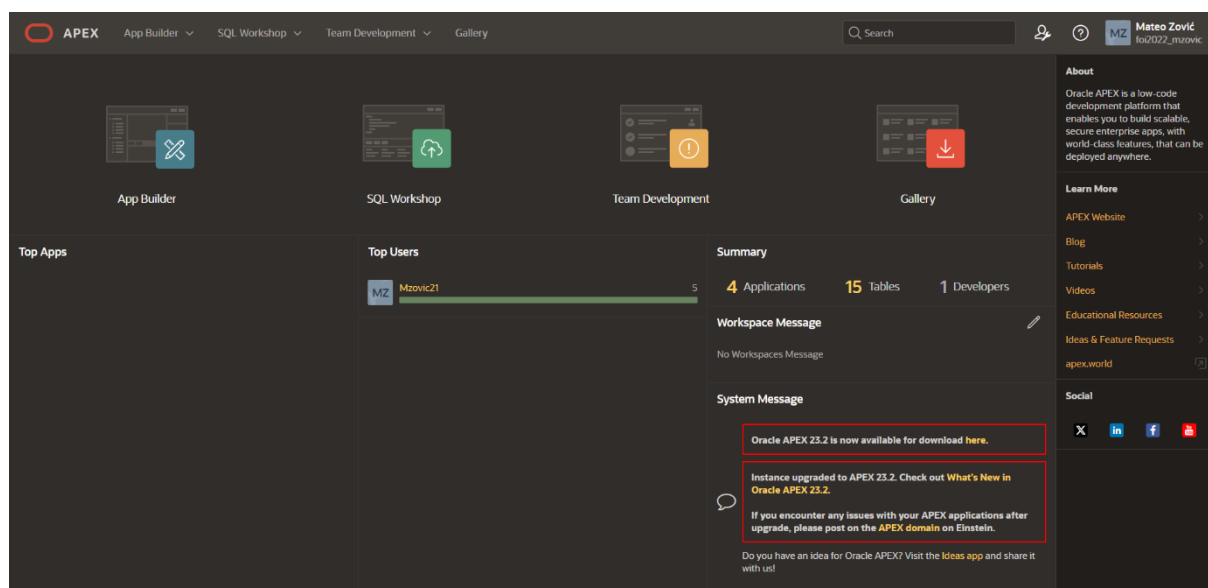 APEX App Builder SQL Workshop Team Development Gallery Search MZ Mateo Zović
foi2022_mzovic
App Builder SQL Workshop Team Development Gallery
About
Oracle APEX is a low-code
development platform that
enables you to build scalable,
secure enterprise apps, with
world-class features, that can be
deployed anywhere.
Learn More
APEX Website
Blog
Tutorials
Videos
Educational Resources
Ideas & Feature Requests
apex.world
Social
X in f
Top Apps
Top Users
MZ Mzovic21 5
Summary
4 Applications 15 Tables 1 Developers
Workspace Message
No Workspaces Message
System Message
Oracle APEX 23.2 is now available for download here.
Instance upgraded to APEX 23.2. Check out What's New in
Oracle APEX 23.2.
If you encounter any issues with your APEX applications after
upgrade, please post on the APEX domain on Einstein.
Do you have an idea for Oracle APEX? Visit the Ideas app and share it
with us!